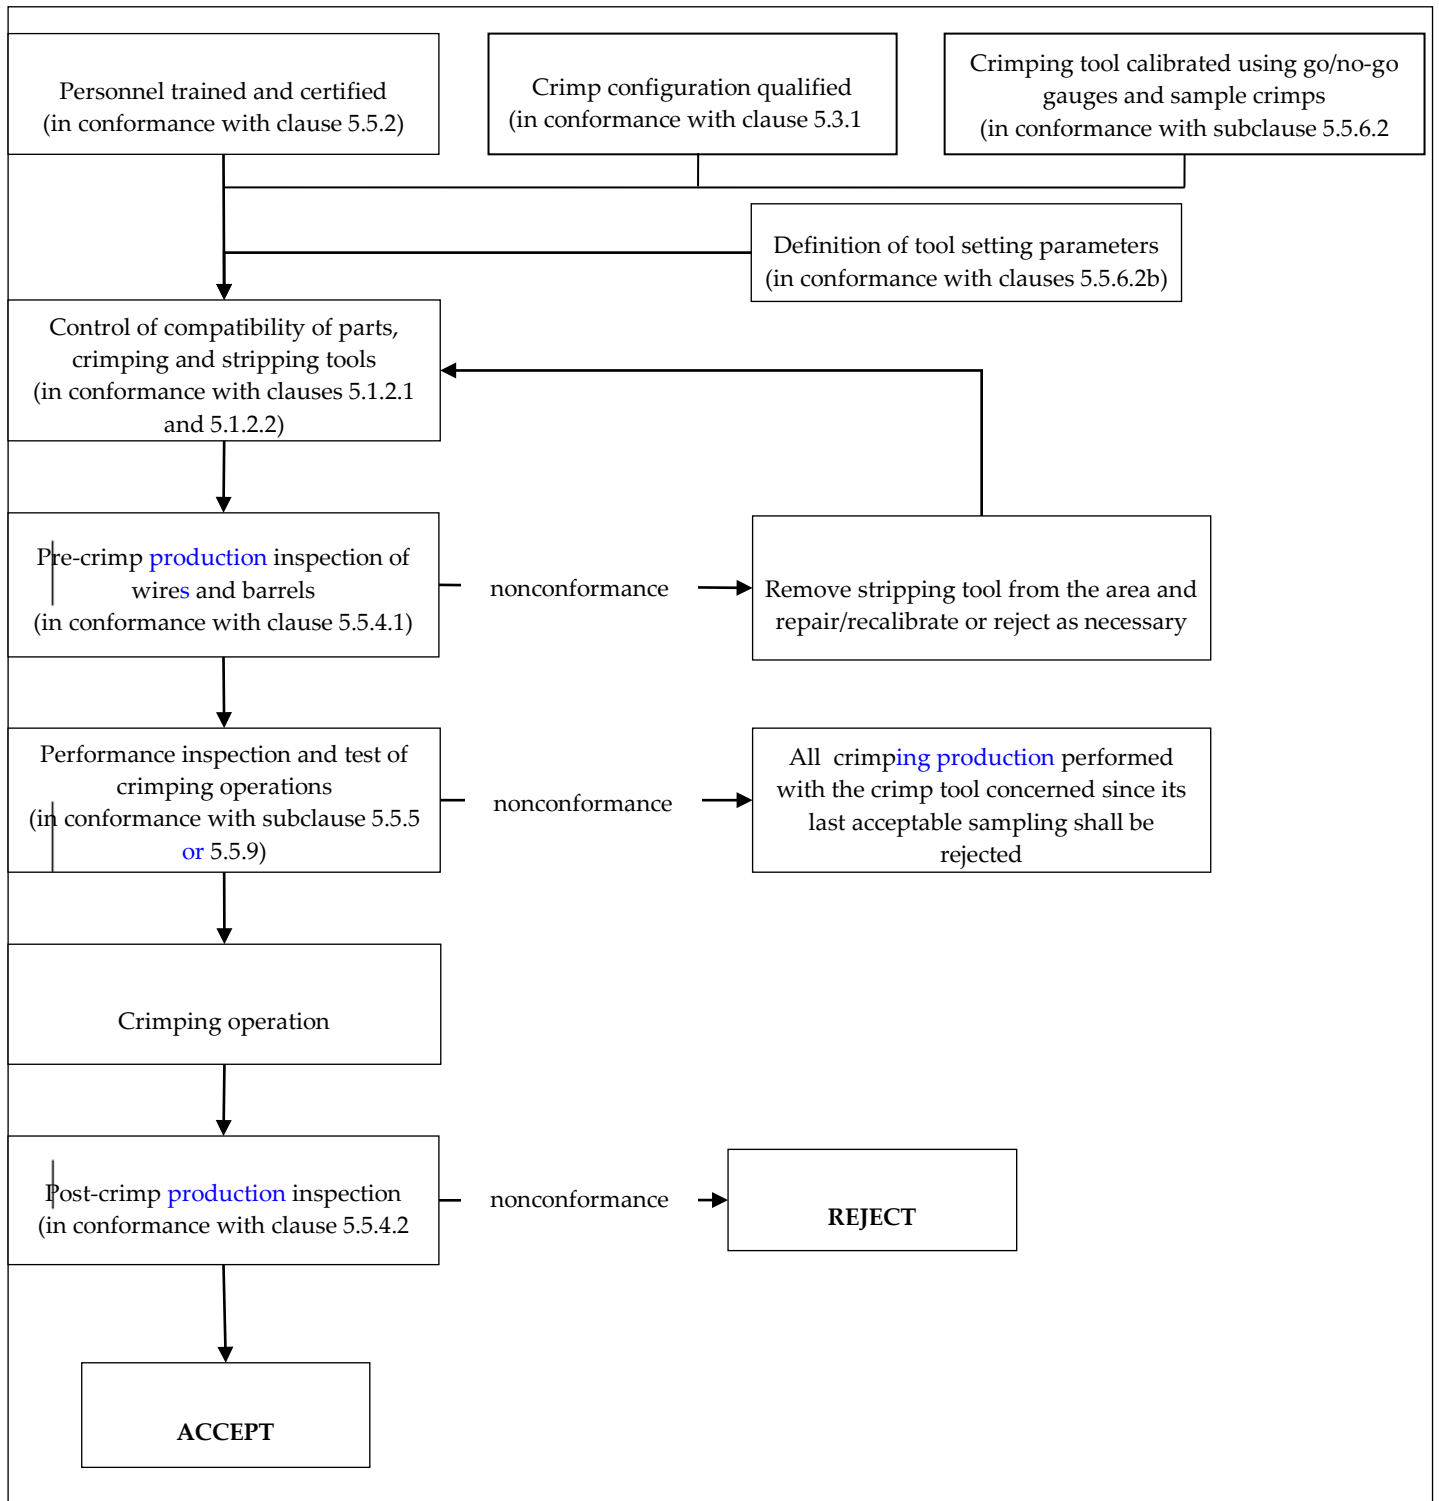 Personnel trained and certified
(in conformance with clause 5.5.2)
Crimp configuration qualified
(in conformance with clause 5.3.1
Crimping tool calibrated using go/no-go
gauges and sample crimps
(in conformance with subclause 5.5.6.2
Definition of tool setting parameters
(in conformance with clauses 5.5.6.2b)
Control of compatibility of parts,
crimping and stripping tools
(in conformance with clauses 5.1.2.1
and 5.1.2.2)
Pre-crimp production inspection of
wires and barrels
(in conformance with clause 5.5.4.1)
nonconformance
Remove stripping tool from the area and
repair/recalibrate or reject as necessary
Performance inspection and test of
crimping operations
(in conformance with subclause 5.5.5
or 5.5.9)
nonconformance
All crimping production performed
with the crimp tool concerned since its
last acceptable sampling shall be
rejected
Crimping operation
Post-crimp production inspection
(in conformance with clause 5.5.4.2
nonconformance
REJECT
ACCEPT